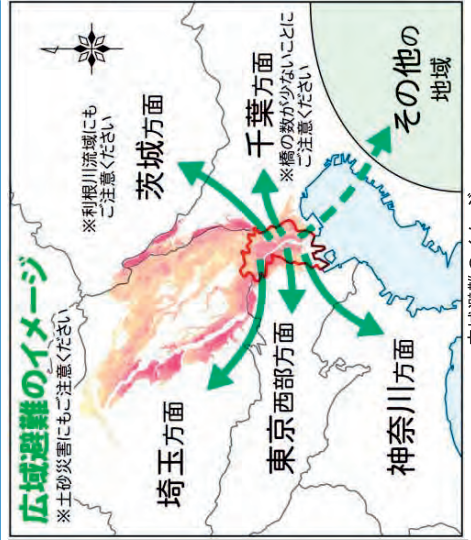 広域避難のイメージ
※土砂災害にもご注意ください
※利根川流域にも
ご注意ください
茨城方面
埼玉方面
千葉方面
※橋の数が少ないことに
ご注意ください
東京西部方面
神奈川方面
その他の
地域